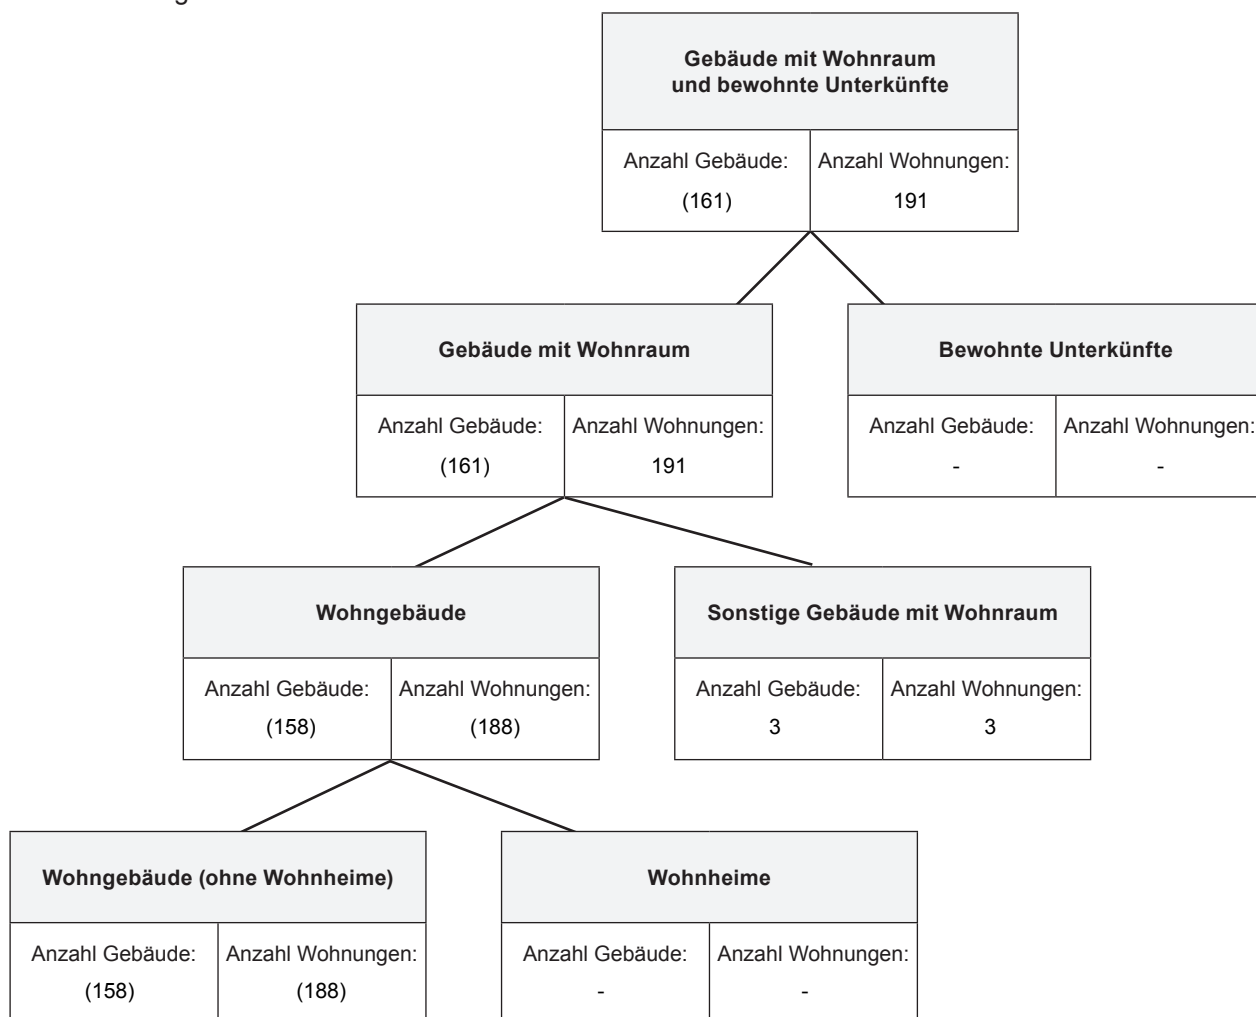 Gebäude mit Wohnraum
und bewohnte Unterkünfte
Anzahl Gebäude: Anzahl Wohnungen:
(161) 191
Gebäude mit Wohnraum
Bewohnte Unterkünfte
Anzahl Gebäude: Anzahl Wohnungen:
(161) 191
Anzahl Gebäude: Anzahl Wohnungen:
- -
Wohngebäude
Sonstige Gebäude mit Wohnraum
Anzahl Gebäude: Anzahl Wohnungen:
(158) (188)
Anzahl Gebäude: Anzahl Wohnungen:
3 3
Wohngebäude (ohne Wohnheime)
Wohnheime
Anzahl Gebäude: Anzahl Wohnungen:
(158) (188)
Anzahl Gebäude: Anzahl Wohnungen:
- -